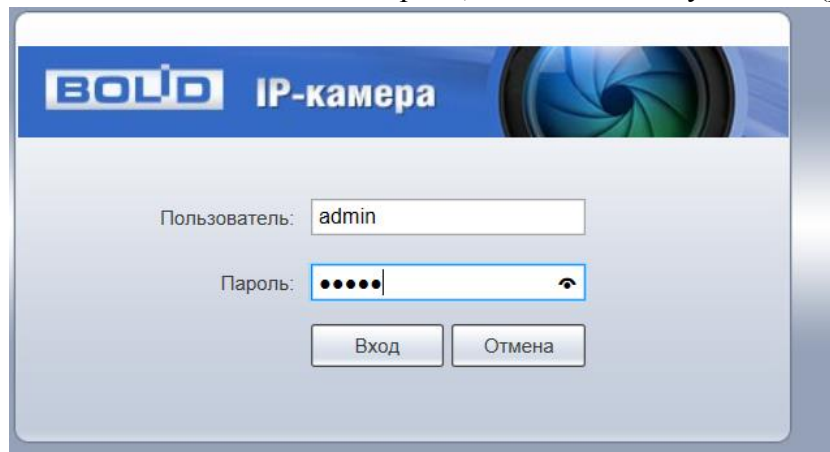 BOLID IP-камера
Пользователь: admin
Пароль: •••••
Вход Отмена